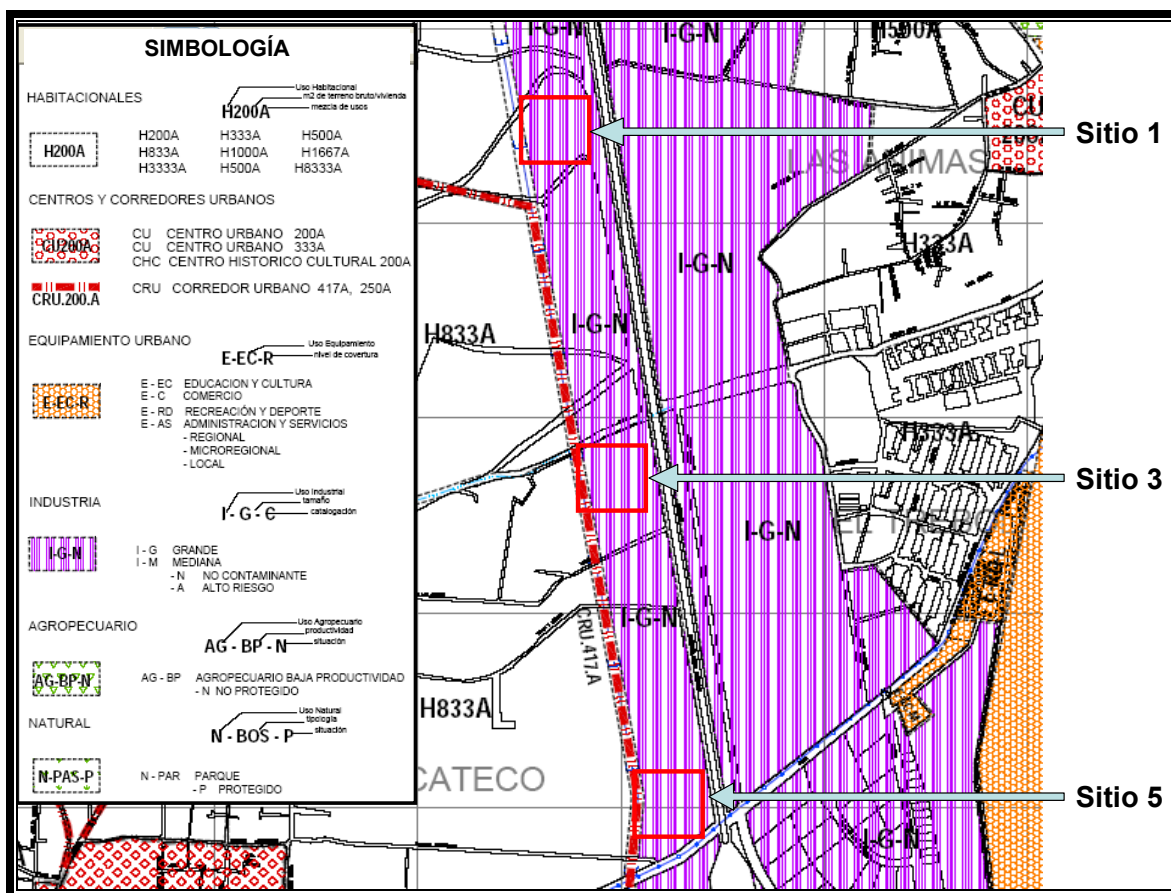 SIMBOLOGÍA
HABITACIONALES
Uso Habitacional
m2 de terreno bruto/vivienda
mezcla de usos
H200A
H200A
H200A H333A H500A
H833A H1000A H1667A
H3333A H500A H8333A
CENTROS Y CORREDORES URBANOS
CU200A
CU CENTRO URBANO 200A
CU CENTRO URBANO 333A
CHC CENTRO HISTORICO CULTURAL 200A
CRU.200.A
CRU CORREDOR URBANO 417A, 250A
EQUIPAMIENTO URBANO
Uso Equipamiento
nivel de covertura
E-EC-R
E-EC-R
E - EC EDUCACION Y CULTURA
E - C COMERCIO
E - RD RECREACIÓN Y DEPORTE
E - AS ADMINISTRACION Y SERVICIOS
- REGIONAL
- MICROREGIONAL
- LOCAL
INDUSTRIA
Uso Industrial
tamaño
catalogación
I - G - C
I-G-N
I - G GRANDE
I - M MEDIANA
- N NO CONTAMINANTE
- A ALTO RIESGO
AGROPECUARIO
Uso Agropecuario
productividad
situación
AG - BP - N
AG-BP-N
AG - BP AGROPECUARIO BAJA PRODUCTIVIDAD
- N NO PROTEGIDO
NATURAL
Uso Natural
tipología
situación
N - BOS - P
N-PAS-P
N - PAR PARQUE
- P PROTEGIDO
I-G-N
I-G-N
H500A
Sitio 1
LAS ANIMAS
CU
H333A
I-G-N
I-G-N
H833A
H333A
Sitio 3
I-G-N
I-G-N
CRU.417.A
H833A
CATECO
Sitio 5
I-G-N